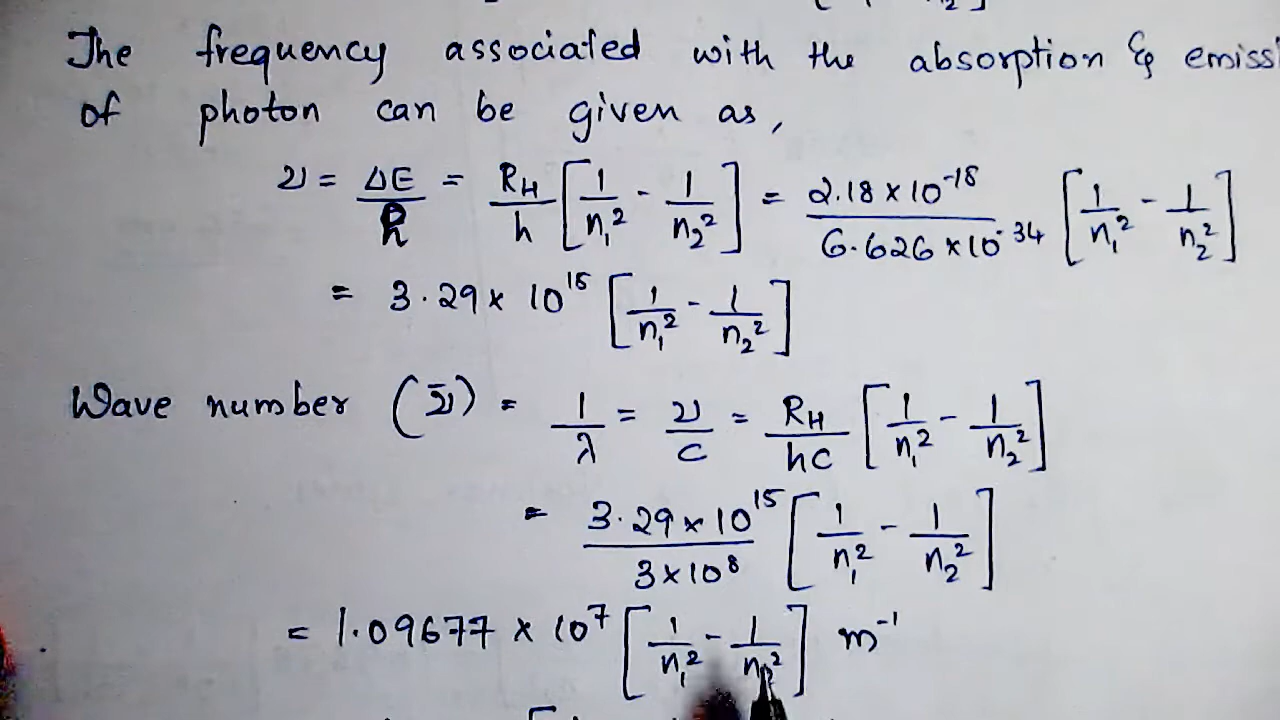 n₂² ]
The frequency associated with the absorption & emissi
of photon can be given as,
ν = ΔE/h = R_H/h [1/n₁² - 1/n₂²] = 2.18 × 10⁻¹⁸ / 6.626 × 10⁻³⁴ [1/n₁² - 1/n₂²]
= 3.29 × 10¹⁵ [1/n₁² - 1/n₂²]
Wave number (ν̄) = 1/λ = ν/c = R_H/hc [1/n₁² - 1/n₂²]
= 3.29 × 10¹⁵ / 3 × 10⁸ [1/n₁² - 1/n₂²]
= 1.09677 × 10⁷ [1/n₁² - 1/n₂²] m⁻¹